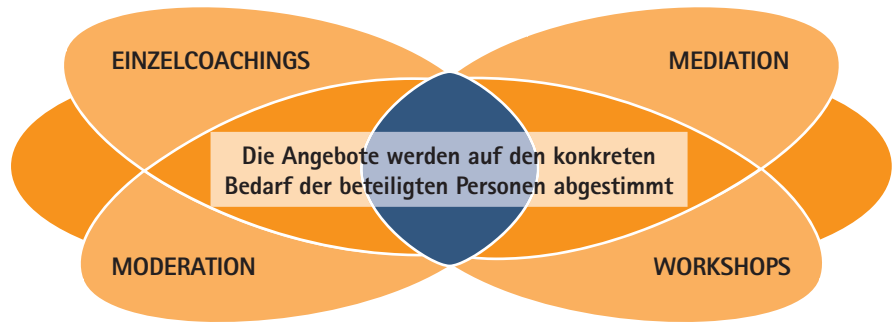 EINZELCOACHINGS
MEDIATION
Die Angebote werden auf den konkreten
Bedarf der beteiligten Personen abgestimmt
MODERATION
WORKSHOPS